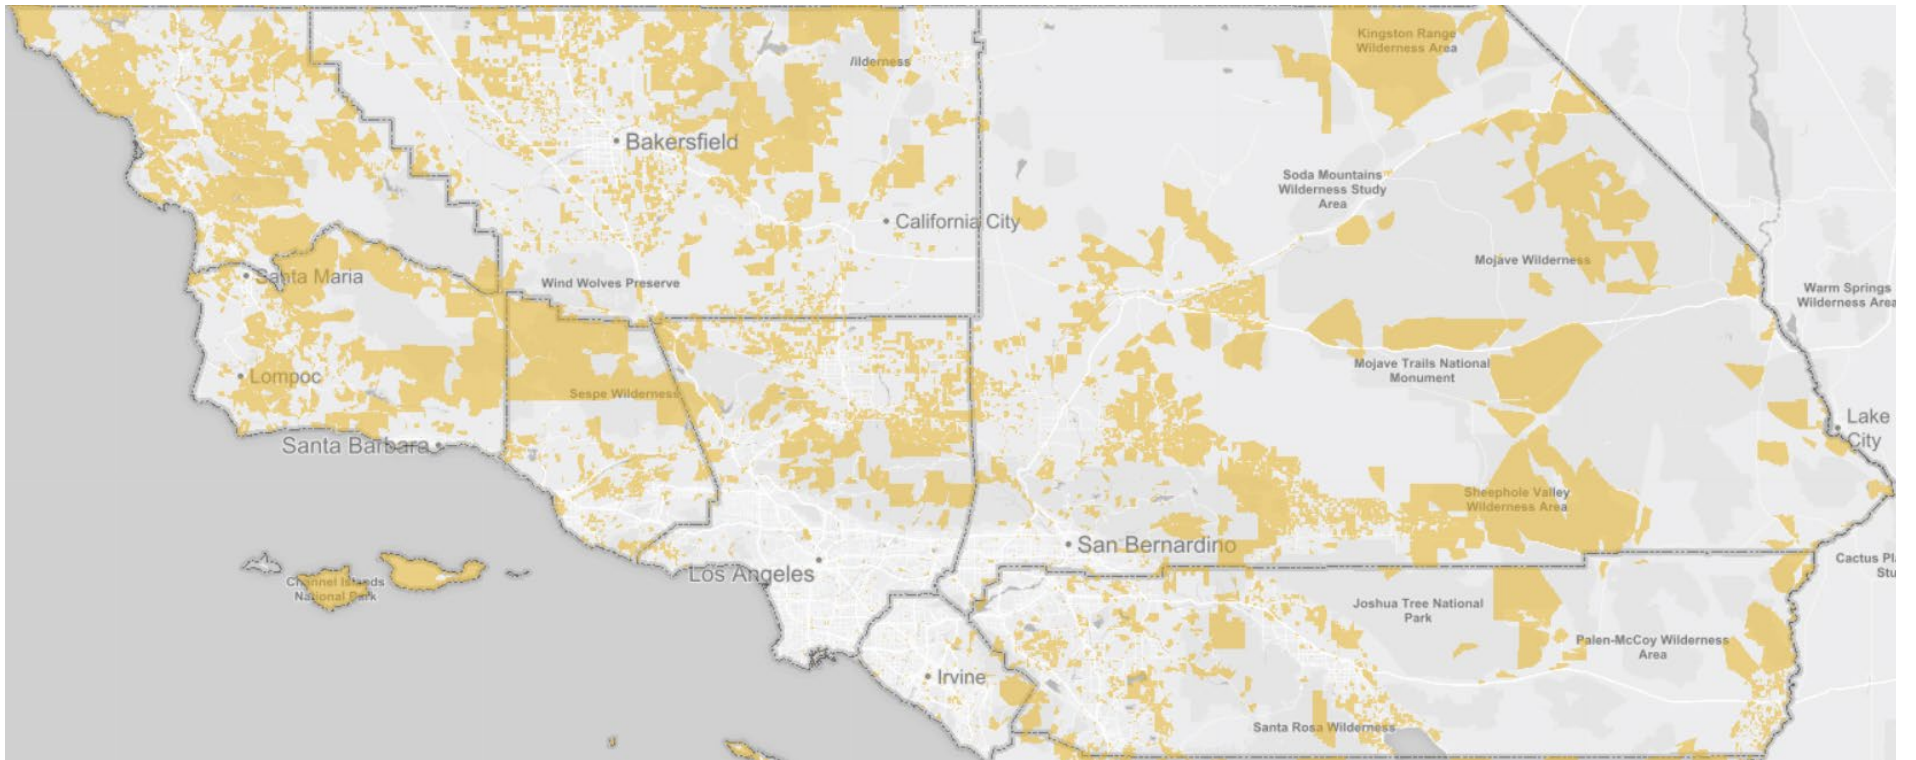 Kingston Range
Wilderness Area
/ilderness
Bakersfield
Soda Mountains
Wilderness Study
Area
California City
Mojave Wilderness
Santa Maria
Wind Wolves Preserve
Warm Springs
Wilderness Area
Mojave Trails National
Monument
Lompoc
Sespe Wilderness
Lake
City
Santa Barbara
Sheephole Valley
Wilderness Area
San Bernardino
Los Angeles
Cactus Pl
Stu
Channel Islands
National Park
Joshua Tree National
Park
Palen-McCoy Wilderness
Area
Irvine
Santa Rosa Wilderness